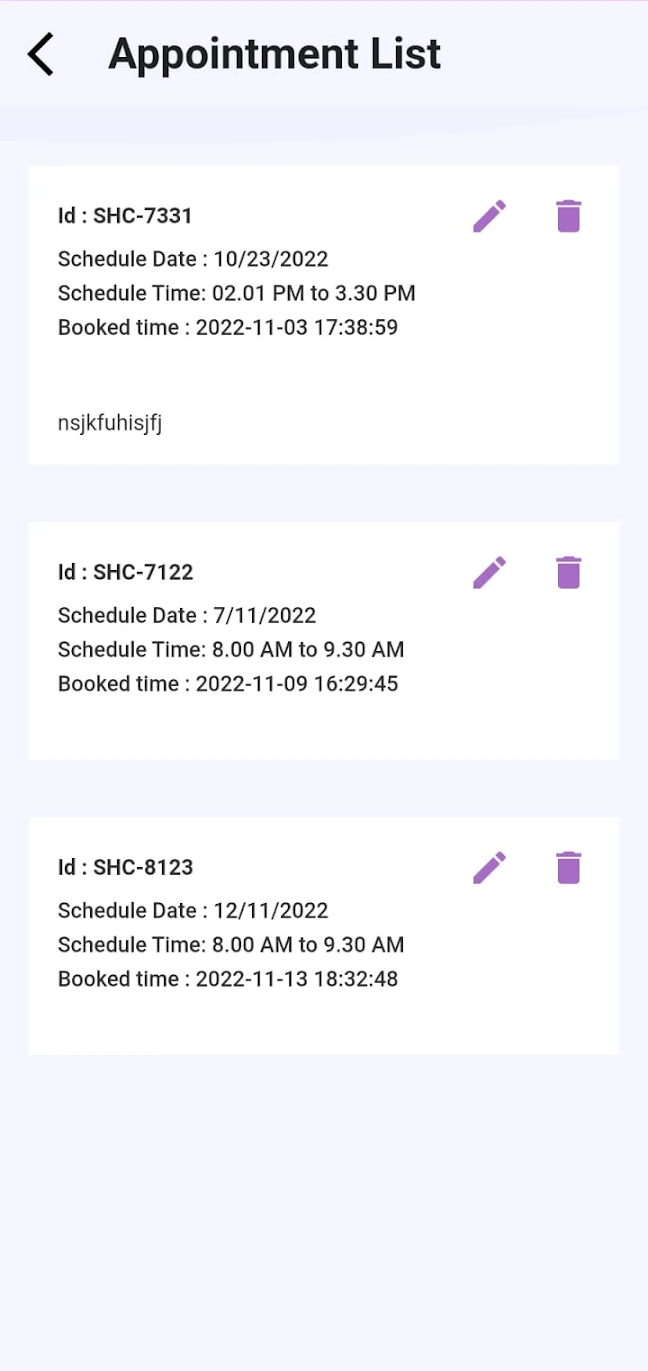 Appointment List
Id : SHC-7331
Schedule Date : 10/23/2022
Schedule Time: 02.01 PM to 3.30 PM
Booked time : 2022-11-03 17:38:59
nsjkfuhisjfj
Id : SHC-7122
Schedule Date : 7/11/2022
Schedule Time: 8.00 AM to 9.30 AM
Booked time : 2022-11-09 16:29:45
Id : SHC-8123
Schedule Date : 12/11/2022
Schedule Time: 8.00 AM to 9.30 AM
Booked time : 2022-11-13 18:32:48